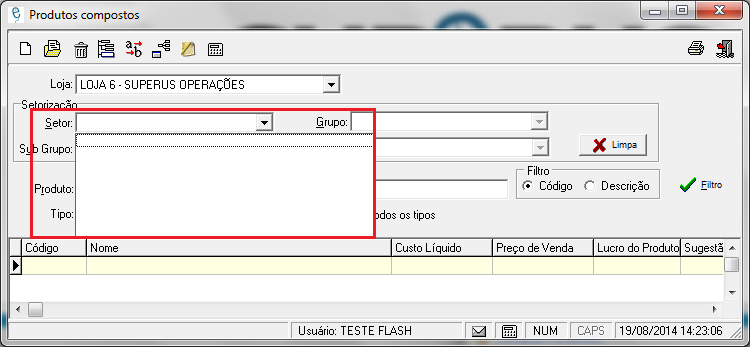 Produtos compostos
Loja: LOJA 6 - SUPERUS OPERAÇÕES
Setorização
Setor: Grupo:
Sub Grupo: Limpa
Filtro
Produto: Código Descrição Filtro
Tipo: odos os tipos
Código Nome Custo Líquido Preço de Venda Lucro do Produto Sugestã
Usuário: TESTE FLASH NUM CAPS 19/08/2014 14:23:06